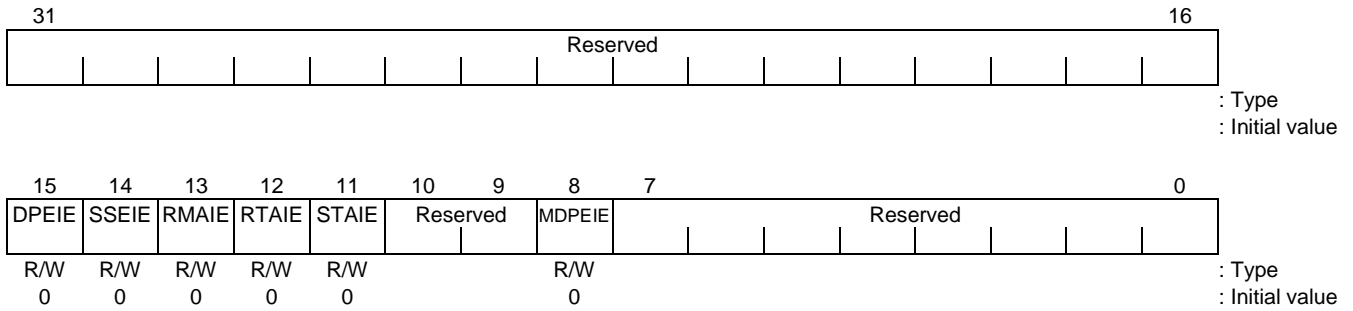 31 16
Reserved
: Type
: Initial value
15 14 13 12 11 10 9 8 7 0
DPEIE SSEIE RMAIE RTAIE STAIE Reserved MDPEIE Reserved
R/W R/W R/W R/W R/W R/W : Type
0 0 0 0 0 0 : Initial value